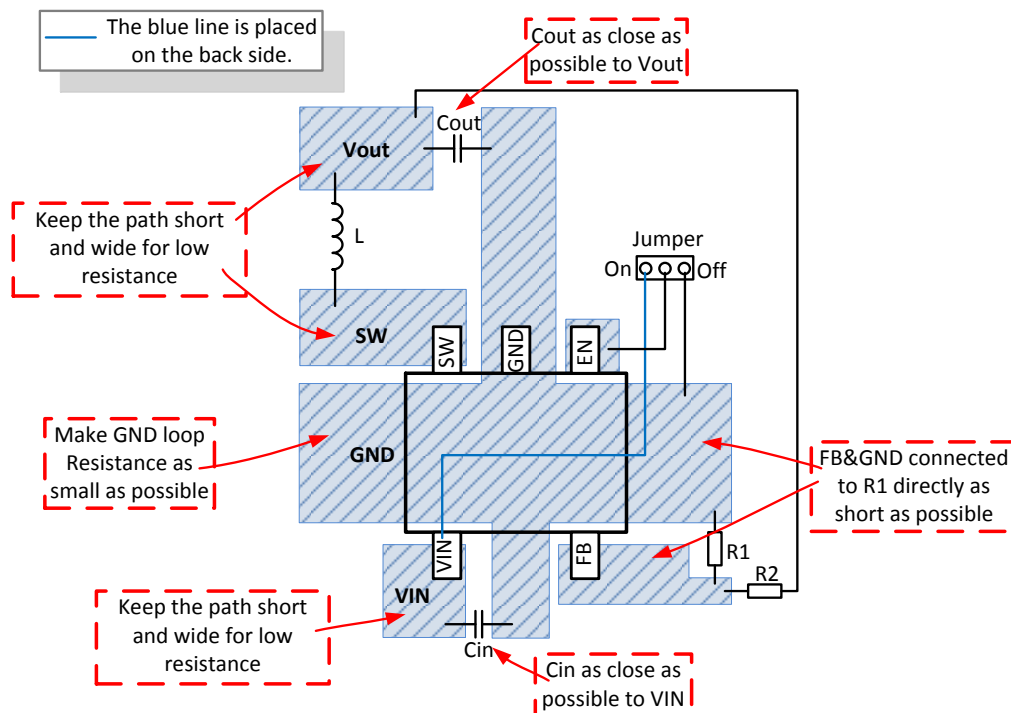 The blue line is placed
on the back side.
Cout as close as
possible to Vout
Cout
Vout
Keep the path short
and wide for low
resistance
L
Jumper
On
Off
SW
SW
GND
EN
Make GND loop
Resistance as
small as possible
GND
FB&GND connected
to R1 directly as
short as possible
VIN
FB
R1
R2
VIN
Keep the path short
and wide for low
resistance
Cin
Cin as close as
possible to VIN